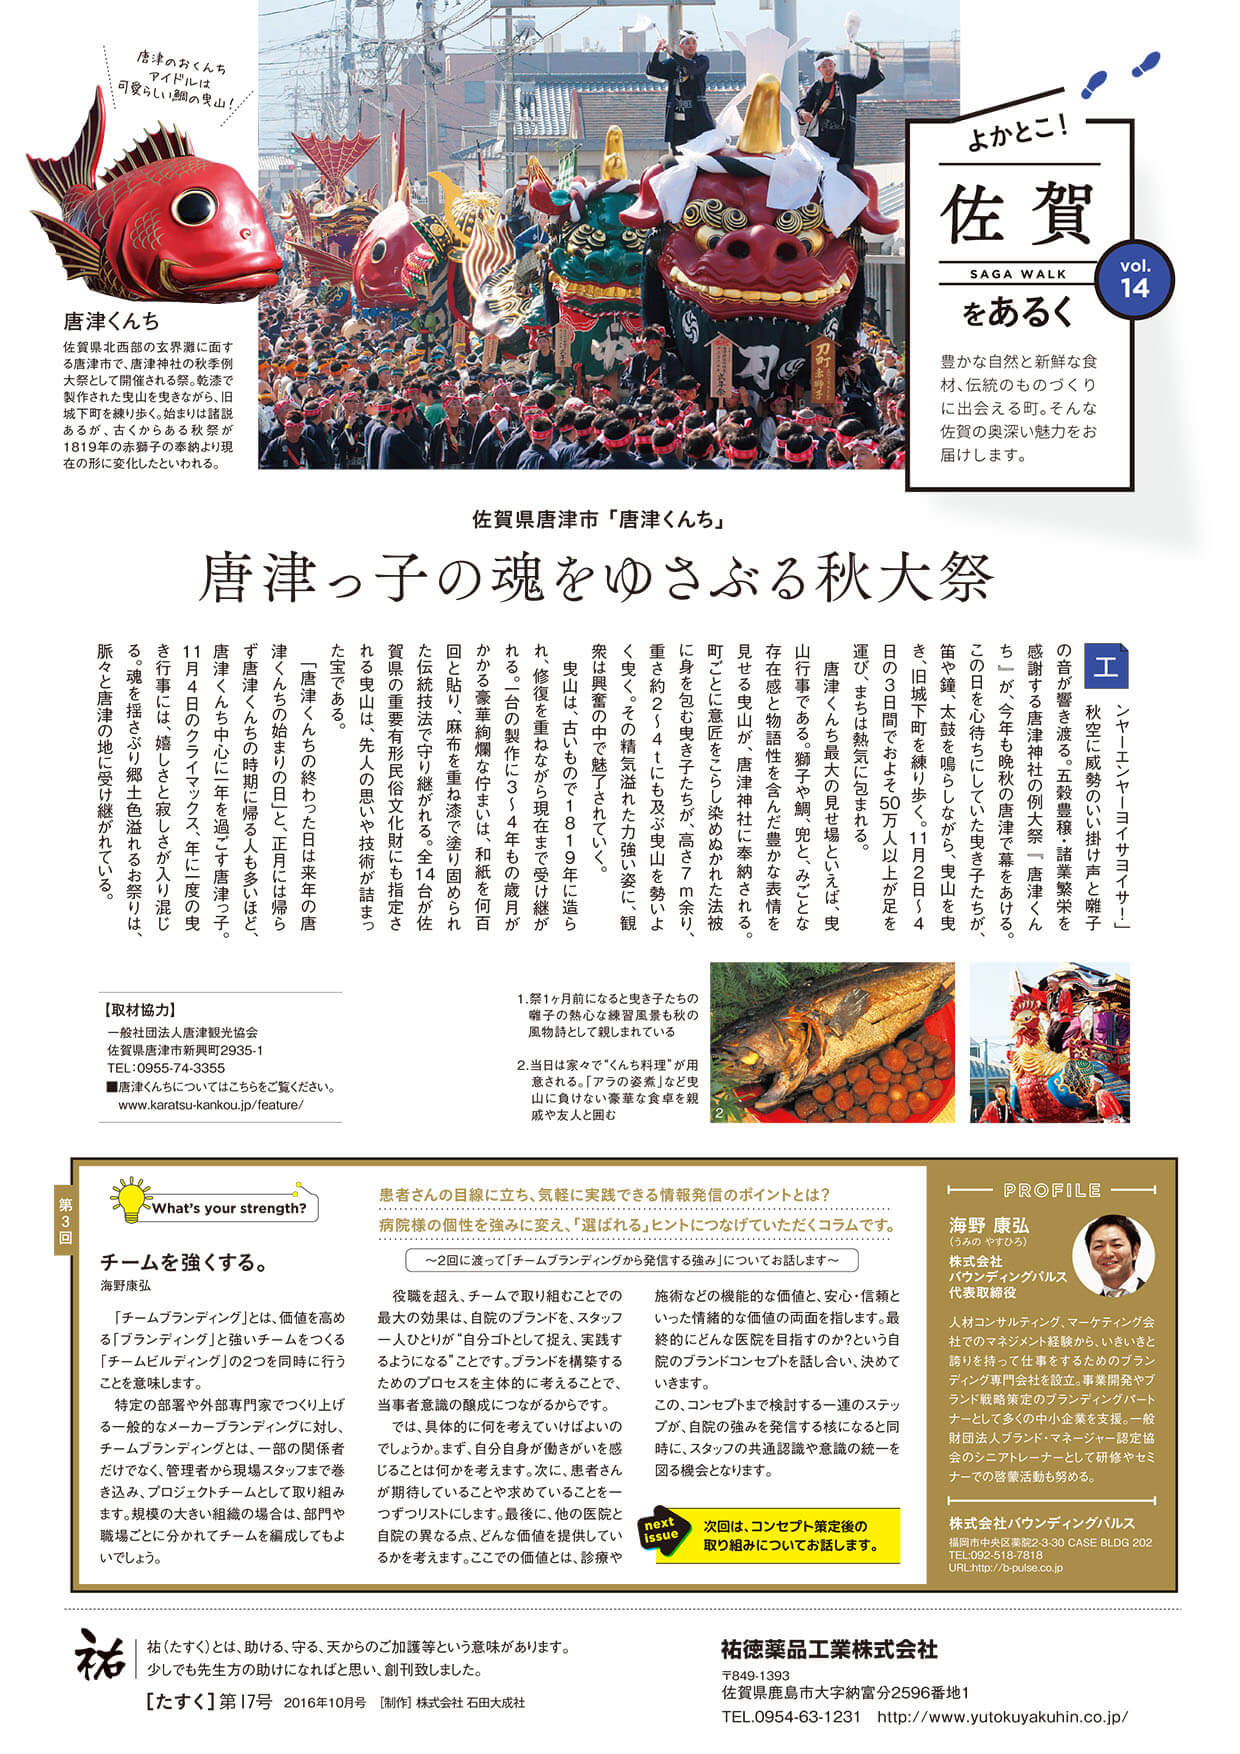 唐津のおくんち
アイドルは
可愛らしい鯛の曳山!
よかとこ!
佐賀
SAGA WALK
をあるく
vol.
14
豊かな自然と新鮮な食
材、伝統のものづくり
に出会える町。そんな
佐賀の奥深い魅力をお
届けします。
唐津くんち
佐賀県北西部の玄界灘に面す
る唐津市で、唐津神社の秋季例
大祭として開催される祭。乾漆で
製作された曳山を曳きながら、旧
城下町を練り歩く。始まりは諸説
あるが、古くからある秋祭が
1819年の赤獅子の奉納より現
在の形に変化したといわれる。
刀
刀町
赤獅子
佐賀県唐津市「唐津くんち」
唐津っ子の魂をゆさぶる秋大祭
エンヤーエンヤーヨイサヨイサ!」
秋空に威勢のいい掛け声と囃子
の音が響き渡る。五穀豊穣・諸業繁栄を
感謝する唐津神社の例大祭『唐津くん
ち』が、今年も晩秋の唐津で幕をあける。
この日を心待ちにしていた曳き子たちが、
笛や鐘、太鼓を鳴らしながら、曳山を曳
き、旧城下町を練り歩く。11月2日〜4
日の3日間でおよそ50万人以上が足を
運び、まちは熱気に包まれる。
唐津くんち最大の見せ場といえば、曳
山行事である。獅子や鯛、兜と、みごとな
存在感と物語性を含んだ豊かな表情を
見せる曳山が、唐津神社に奉納される。
町ごとに意匠をこらし染めぬかれた法被
に身を包む曳き子たちが、高さ7m余り、
重さ約2〜4tにも及ぶ曳山を勢いよ
く曳く。その精気溢れた力強い姿に、観
衆は興奮の中で魅了されていく。
曳山は、古いもので1819年に造ら
れ、修復を重ねながら現在まで受け継が
れる。一台の製作に3〜4年もの歳月が
かかる豪華絢爛な佇まいは、和紙を何百
回と貼り、麻布を重ね漆で塗り固められ
た伝統技法で守り継がれる。全14台が佐
賀県の重要有形民俗文化財にも指定さ
れる曳山は、先人の思いや技術が詰まっ
た宝である。
「唐津くんちの終わった日は来年の唐
津くんちの始まりの日」と、正月には帰ら
ず唐津くんちの時期に帰る人も多いほど、
唐津くんち中心に一年を過ごす唐津っ子。
11月4日のクライマックス、年に一度の曳
き行事には、嬉しさと寂しさが入り混じ
る。魂を揺さぶり郷土色溢れるお祭りは、
脈々と唐津の地に受け継がれている。
【取材協力】
一般社団法人唐津観光協会
佐賀県唐津市新興町2935-1
TEL:0955-74-3355
■唐津くんちについてはこちらをご覧ください。
www.karatsu-kankou.jp/feature/
1.祭1ヶ月前になると曳き子たちの
囃子の熱心な練習風景も秋の
風物詩として親しまれている
2.当日は家々で“くんち料理”が用
意される。「アラの姿煮」など曳
山に負けない豪華な食卓を親
戚や友人と囲む
2
1
第3回
What's your strength?
患者さんの目線に立ち、気軽に実践できる情報発信のポイントとは?
病院様の個性を強みに変え、「選ばれる」ヒントにつなげていただくコラムです。
〜2回に渡って「チームブランディングから発信する強み」についてお話します〜
チームを強くする。
海野康弘
「チームブランディング」とは、価値を高め
る「ブランディング」と強いチームをつくる
「チームビルディング」の2つを同時に行う
ことを意味します。
特定の部署や外部専門家でつくり上げ
る一般的なメーカーブランディングに対し、
チームブランディングとは、一部の関係者
だけでなく、管理者から現場スタッフまで巻
き込み、プロジェクトチームとして取り組み
ます。規模の大きい組織の場合は、部門や
職場ごとに分かれてチームを編成してもよ
いでしょう。
役職を超え、チームで取り組むことでの
最大の効果は、自院のブランドを、スタッフ
一人ひとりが“自分ゴトとして捉え、実践す
るようになる”ことです。ブランドを構築する
ためのプロセスを主体的に考えることで、
当事者意識の醸成につながるからです。
では、具体的に何を考えていけばよいの
でしょうか。まず、自分自身が働きがいを感
じることは何かを考えます。次に、患者さん
が期待していることや求めていることを一
つずつリストにします。最後に、他の医院と
自院の異なる点、どんな価値を提供してい
るかを考えます。ここでの価値とは、診療や
施術などの機能的な価値と、安心・信頼と
いった情緒的な価値の両面を指します。最
終的にどんな医院を目指すのか?という自
院のブランドコンセプトを話し合い、決めて
いきます。
この、コンセプトまで検討する一連のステッ
プが、自院の強みを発信する核になると同
時に、スタッフの共通認識や意識の統一を
図る機会となります。
next
issue
次回は、コンセプト策定後の
取り組みについてお話します。
PROFILE
海野 康弘
(うみの やすひろ)
株式会社
バウンディングパルス
代表取締役
人材コンサルティング、マーケティング会
社でのマネジメント経験から、いきいきと
誇りを持って仕事をするためのブラン
ディング専門会社を設立。事業開発やブ
ランド戦略策定のブランディングパート
ナーとして多くの中小企業を支援。一般
財団法人ブランド・マネージャー認定協
会のシニアトレーナーとして研修やセミ
ナーでの啓蒙活動も努める。
株式会社バウンディングパルス
福岡市中央区薬院2-3-30 CASE BLDG 202
TEL:092-518-7818
URL:http://b-pulse.co.jp
祐
祐(たすく)とは、助ける、守る、天からのご加護等という意味があります。
少しでも先生方の助けになればと思い、創刊致しました。
[たすく]第17号 2016年10月号 [制作] 株式会社 石田大成社
祐徳薬品工業株式会社
〒849-1393
佐賀県鹿島市大字納富分2596番地1
TEL.0954-63-1231 http://www.yutokuyakuhin.co.jp/